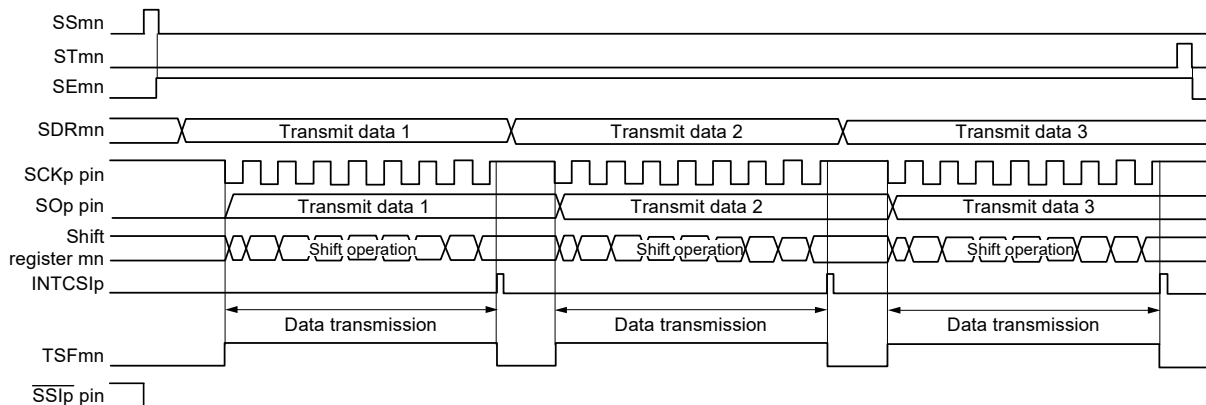 SSmn
STmn
SEmn
SDRmn Transmit data 1 Transmit data 2 Transmit data 3
SCKp pin
SOp pin Transmit data 1 Transmit data 2 Transmit data 3
Shift
register mn Shift operation Shift operation Shift operation
INTCSIp
Data transmission Data transmission Data transmission
TSFmn
SSIp pin